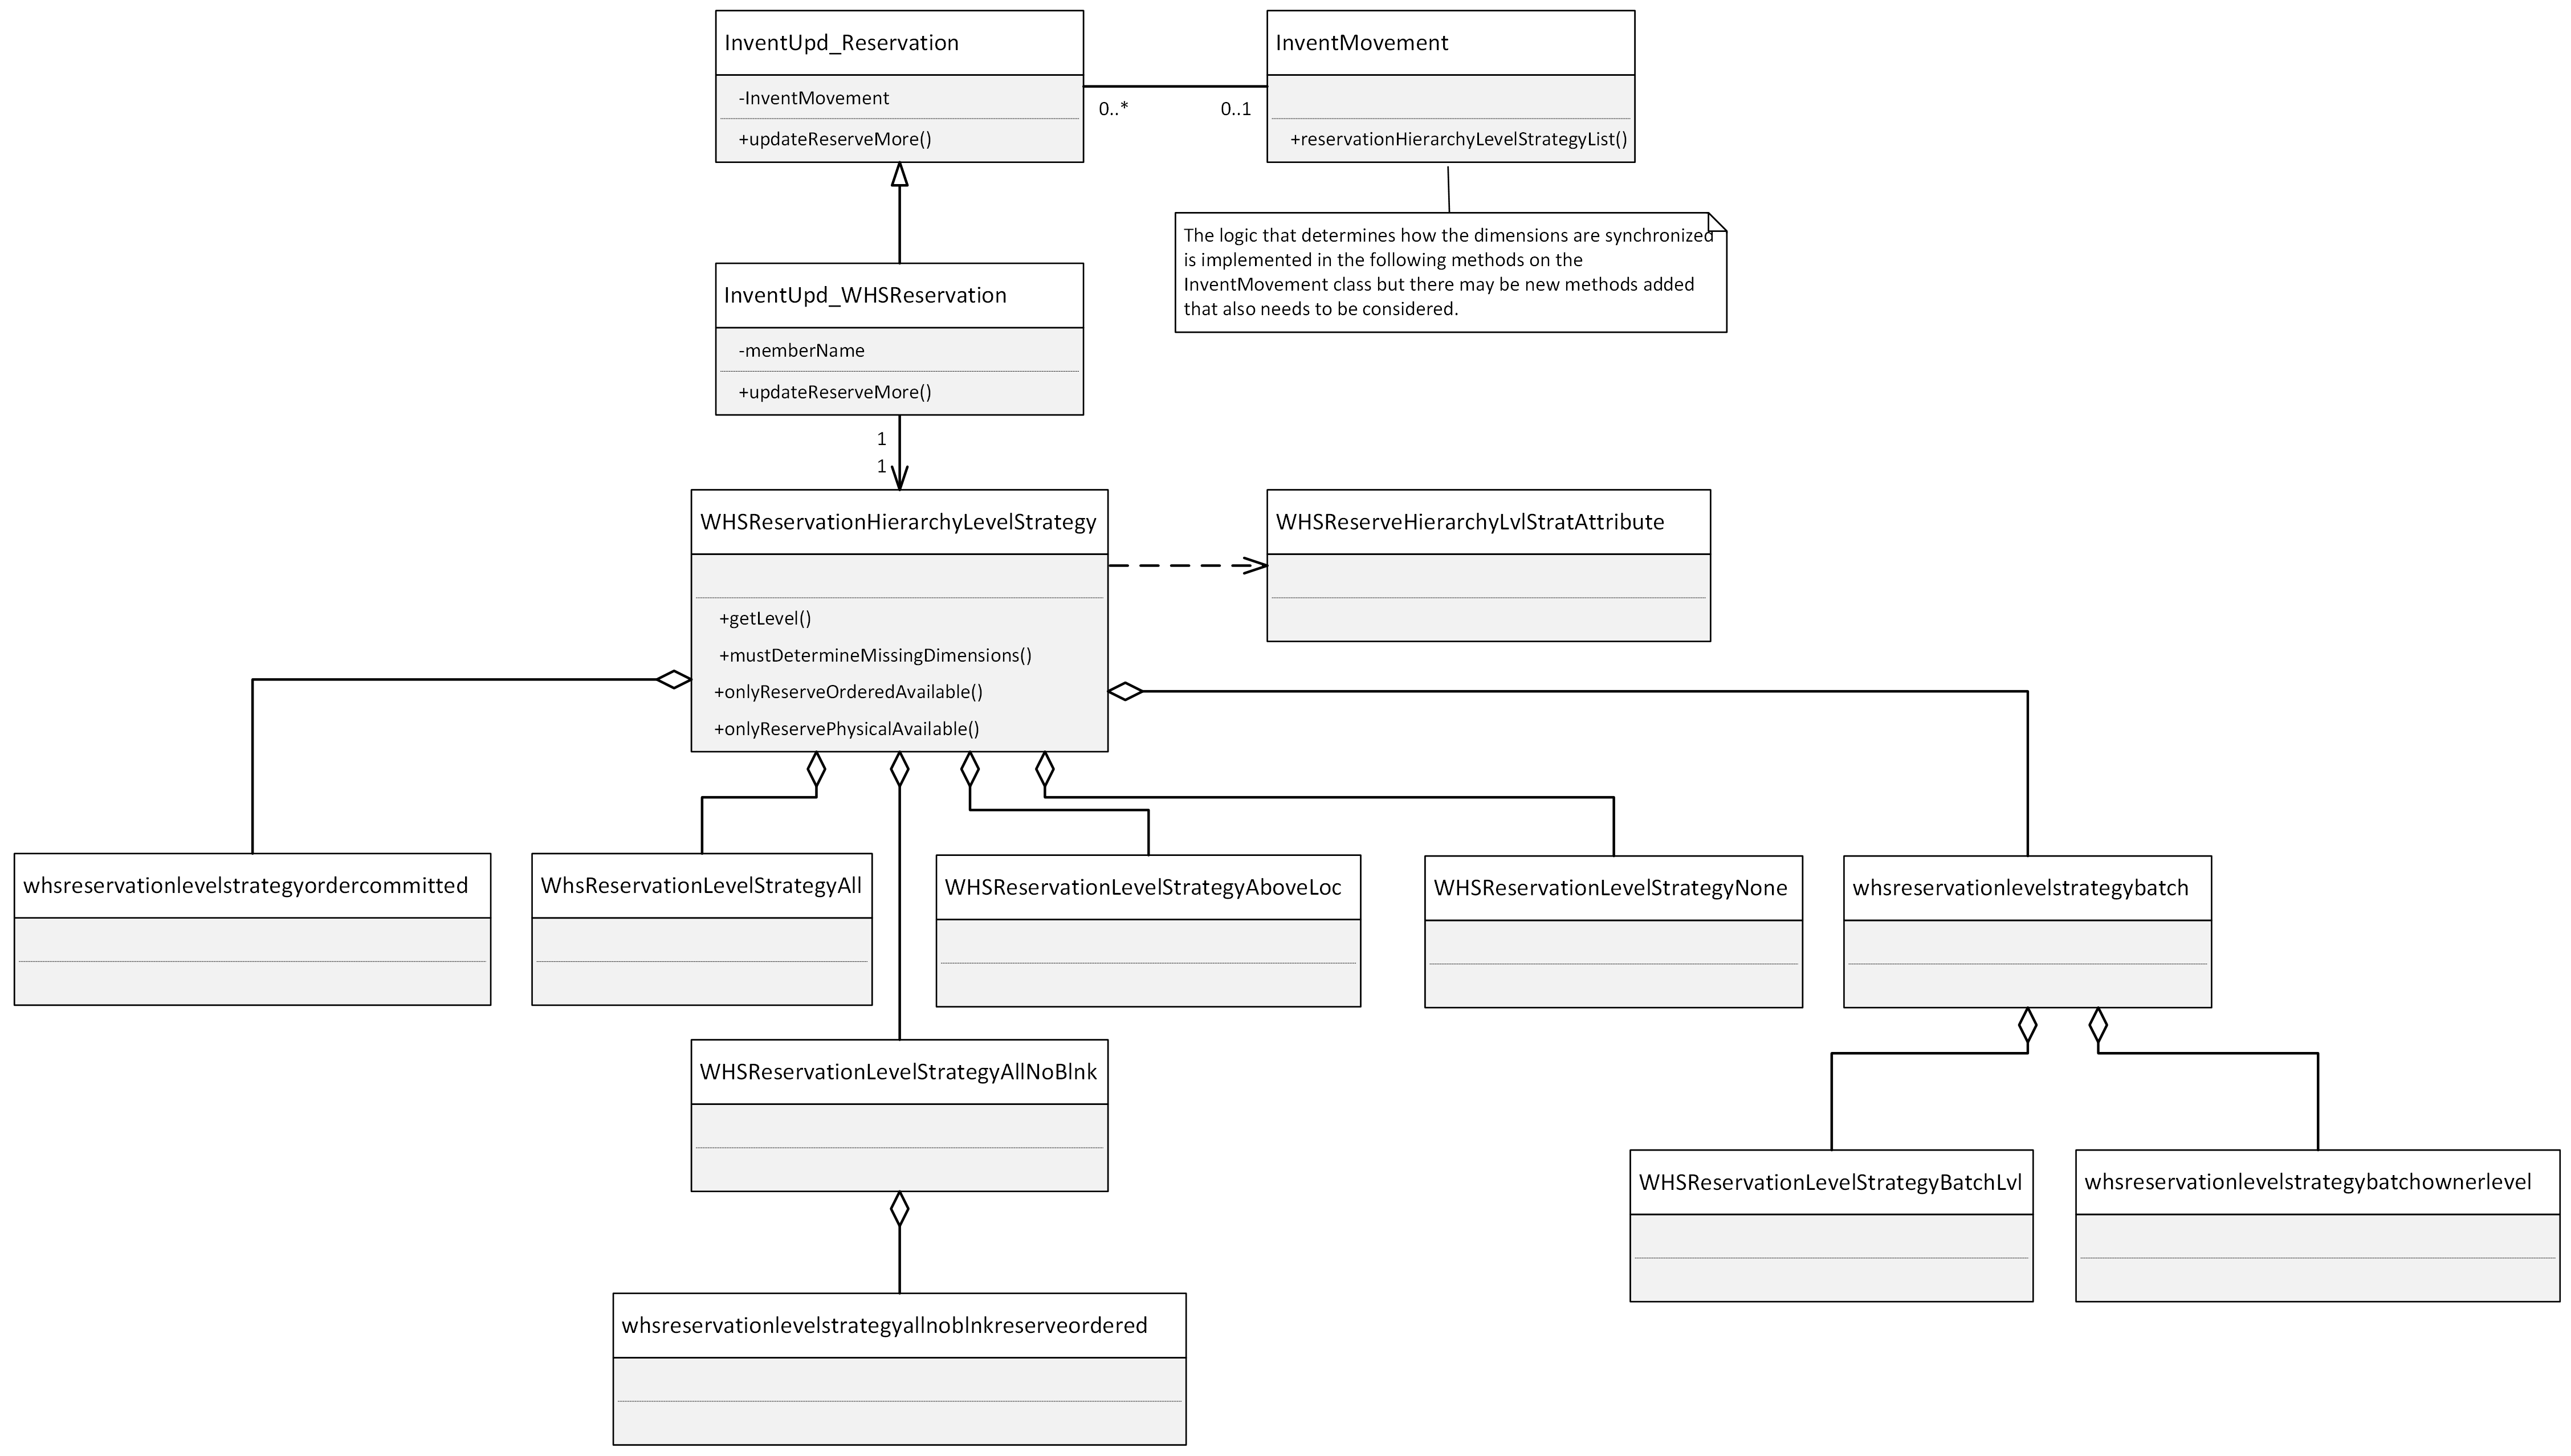 InventUpd_Reservation
-InventMovement
+updateReserveMore()
0..*
0..1
InventMovement
+reservationHierarchyLevelStrategyList()
The logic that determines how the dimensions are synchronized
is implemented in the following methods on the
InventMovement class but there may be new methods added
that also needs to be considered.
InventUpd_WHSReservation
-memberName
+updateReserveMore()
1
1
WHSReservationHierarchyLevelStrategy
+getLevel()
+mustDetermineMissingDimensions()
+onlyReserveOrderedAvailable()
+onlyReservePhysicalAvailable()
WHSReserveHierarchyLvlStratAttribute
whsreservationlevelstrategyordercommitted
WhsReservationLevelStrategyAll
WHSReservationLevelStrategyAboveLoc
WHSReservationLevelStrategyNone
whsreservationlevelstrategybatch
WHSReservationLevelStrategyAllNoBlnk
WHSReservationLevelStrategyBatchLvl
whsreservationlevelstrategybatchownerlevel
whsreservationlevelstrategyallnoblnkreserveordered